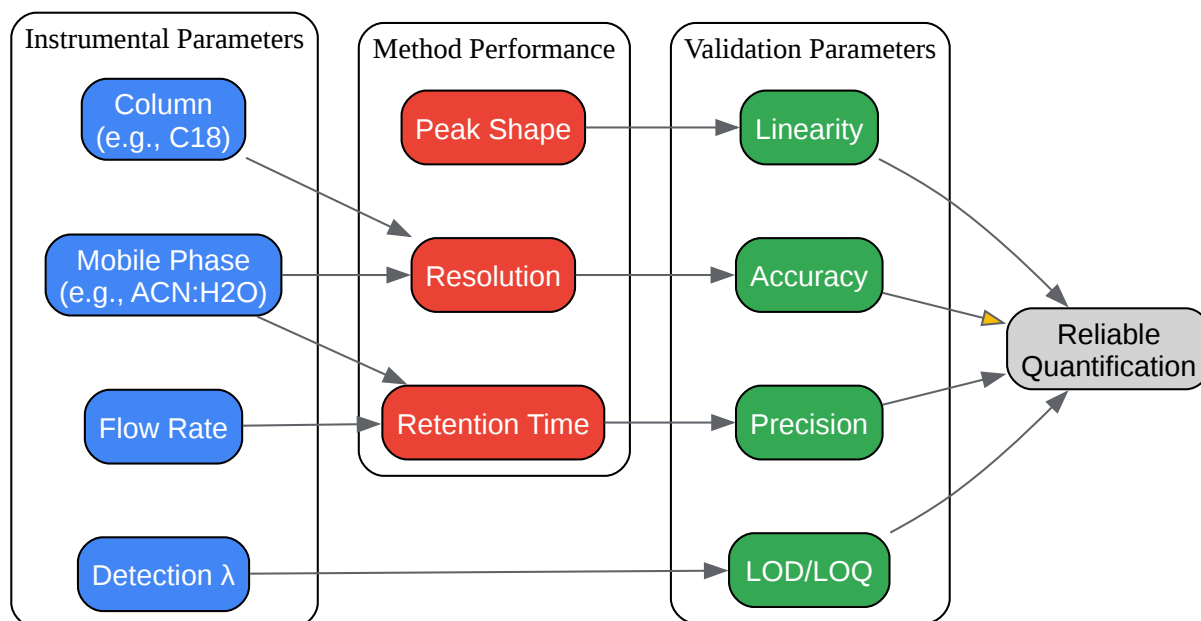 Instrumental Parameters
Column
(e.g., C18)
Mobile Phase
(e.g., ACN:H2O)
Flow Rate
Detection λ
Method Performance
Peak Shape
Resolution
Retention Time
Validation Parameters
Linearity
Accuracy
Precision
LOD/LOQ
Reliable
Quantification